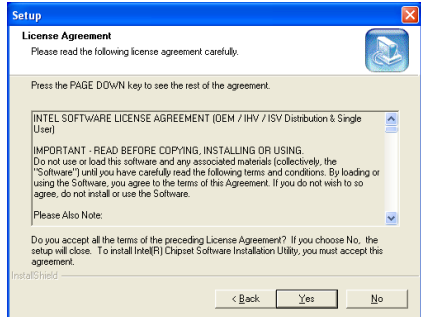 Setup
License Agreement
Please read the following license agreement carefully.
Press the PAGE DOWN key to see the rest of the agreement.
INTEL SOFTWARE LICENSE AGREEMENT (OEM / IHV / ISV Distribution & Single
User)
IMPORTANT - READ BEFORE COPYING, INSTALLING OR USING.
Do not use or load this software and any associated materials (collectively, the
"Software") until you have carefully read the following terms and conditions. By loading or
using the Software, you agree to the terms of this Agreement. If you do not wish to so
agree, do not install or use the Software.
Please Also Note:
Do you accept all the terms of the preceding License Agreement? If you choose No, the
setup will close. To install Intel(R) Chipset Software Installation Utility, you must accept this
agreement.
InstallShield
< Back Yes No